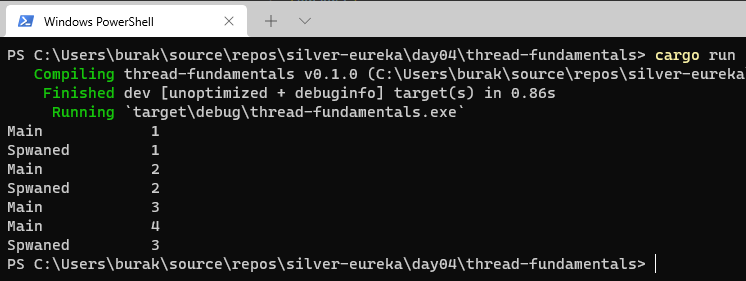 Windows PowerShell
PS C:\Users\burak\source\repos\silver-eureka\day04\thread-fundamentals> cargo run
Compiling thread-fundamentals v0.1.0 (C:\Users\burak\source\repos\silver-eureka
Finished dev [unoptimized + debuginfo] target(s) in 0.86s
Running `target\debug\thread-fundamentals.exe`
Main 1
Spwaned 1
Main 2
Spwaned 2
Main 3
Main 4
Spwaned 3
PS C:\Users\burak\source\repos\silver-eureka\day04\thread-fundamentals>